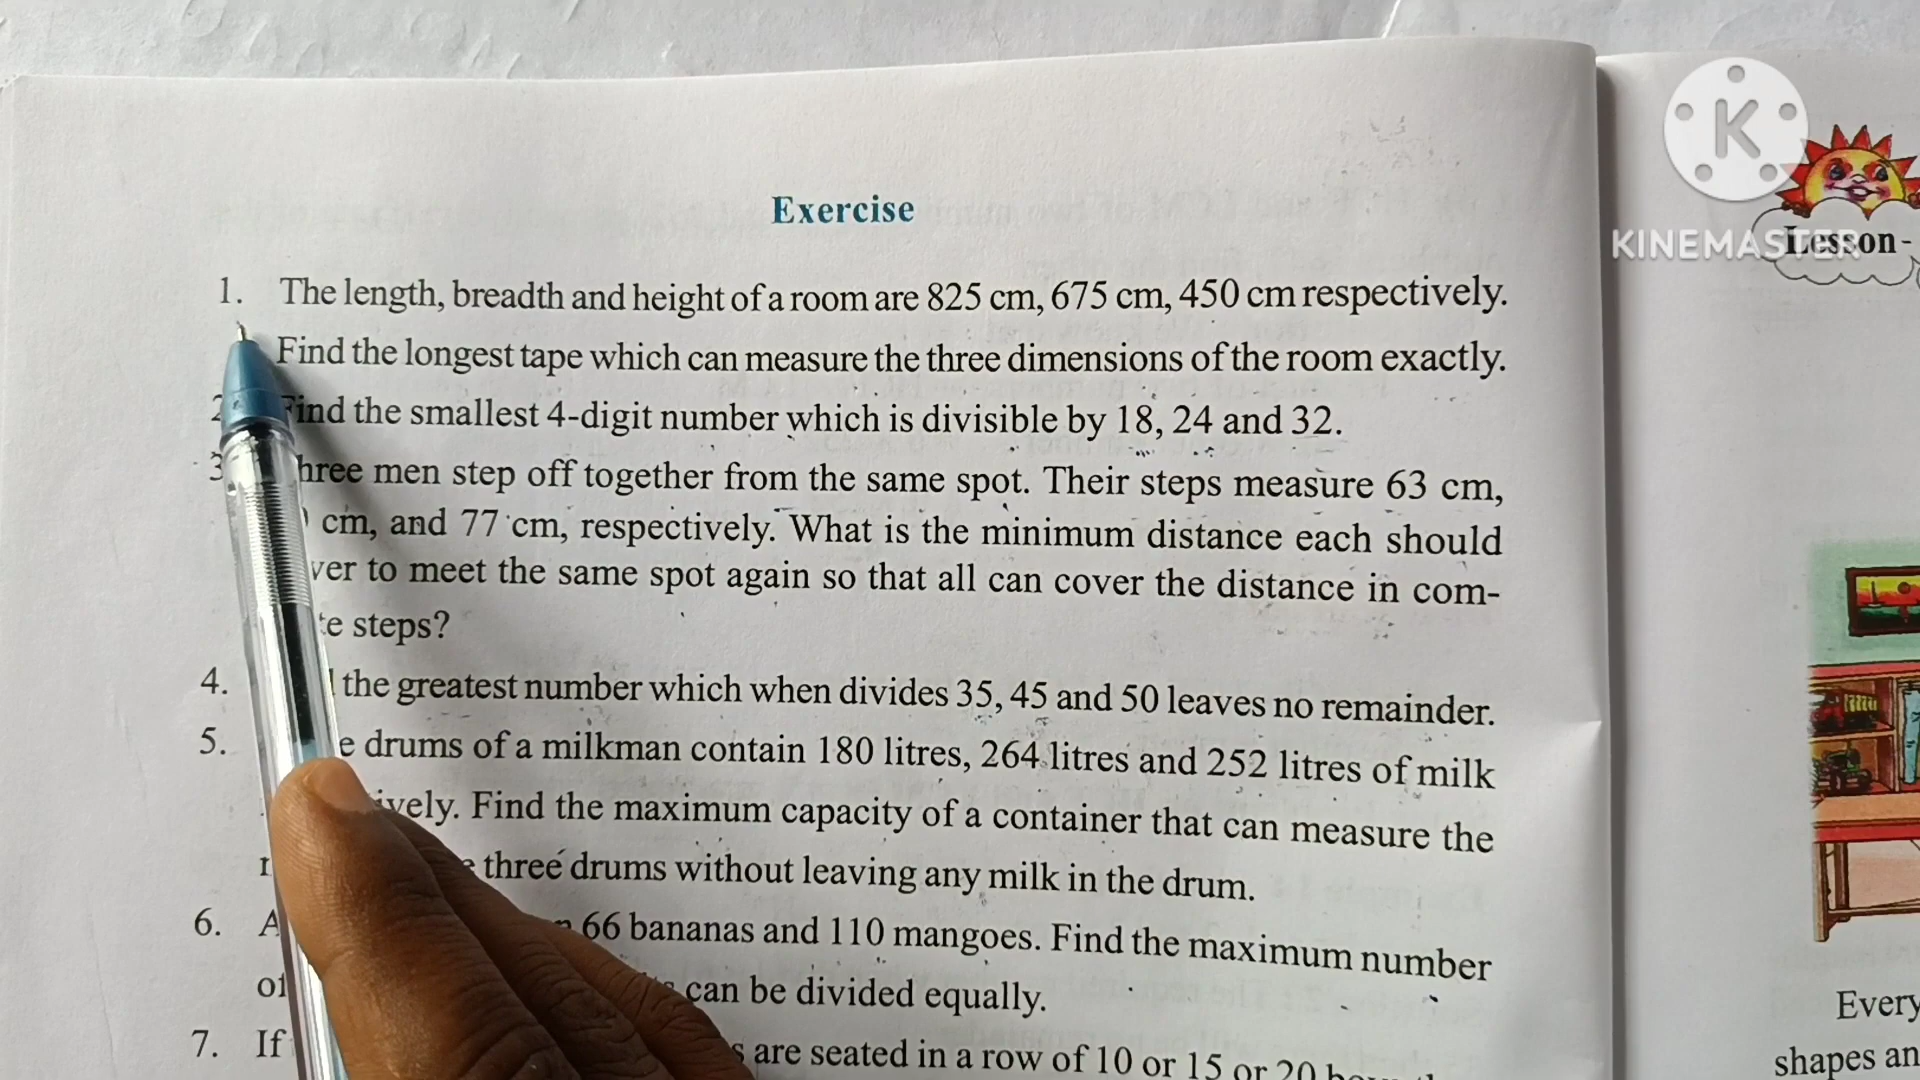 Exercise
1. The length, breadth and height of a room are 825 cm, 675 cm, 450 cm respectively.
Find the longest tape which can measure the three dimensions of the room exactly.
Find the smallest 4-digit number which is divisible by 18, 24 and 32.
3 hree men step off together from the same spot. Their steps measure 63 cm,
cm, and 77 cm, respectively. What is the minimum distance each should
ver to meet the same spot again so that all can cover the distance in com-
te steps?
4. the greatest number which when divides 35, 45 and 50 leaves no remainder.
5. e drums of a milkman contain 180 litres, 264 litres and 252 litres of milk
ively. Find the maximum capacity of a container that can measure the
three drums without leaving any milk in the drum.
6. A 66 bananas and 110 mangoes. Find the maximum number
of can be divided equally.
7. If s are seated in a row of 10 or 15 or 20
K
KINEMASTER
Lesson-
Every
shapes an